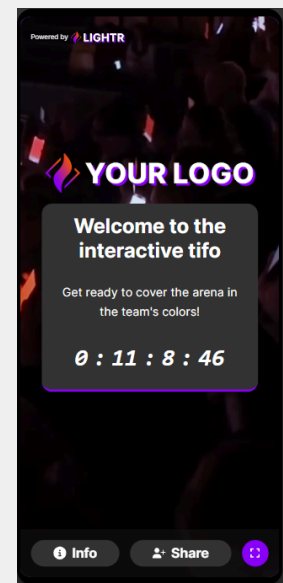 Powered by LIGHTR
YOUR LOGO
Welcome to the
interactive tifo
Get ready to cover the arena in
the team's colors!
0 : 11 : 8 : 46
Info
Share